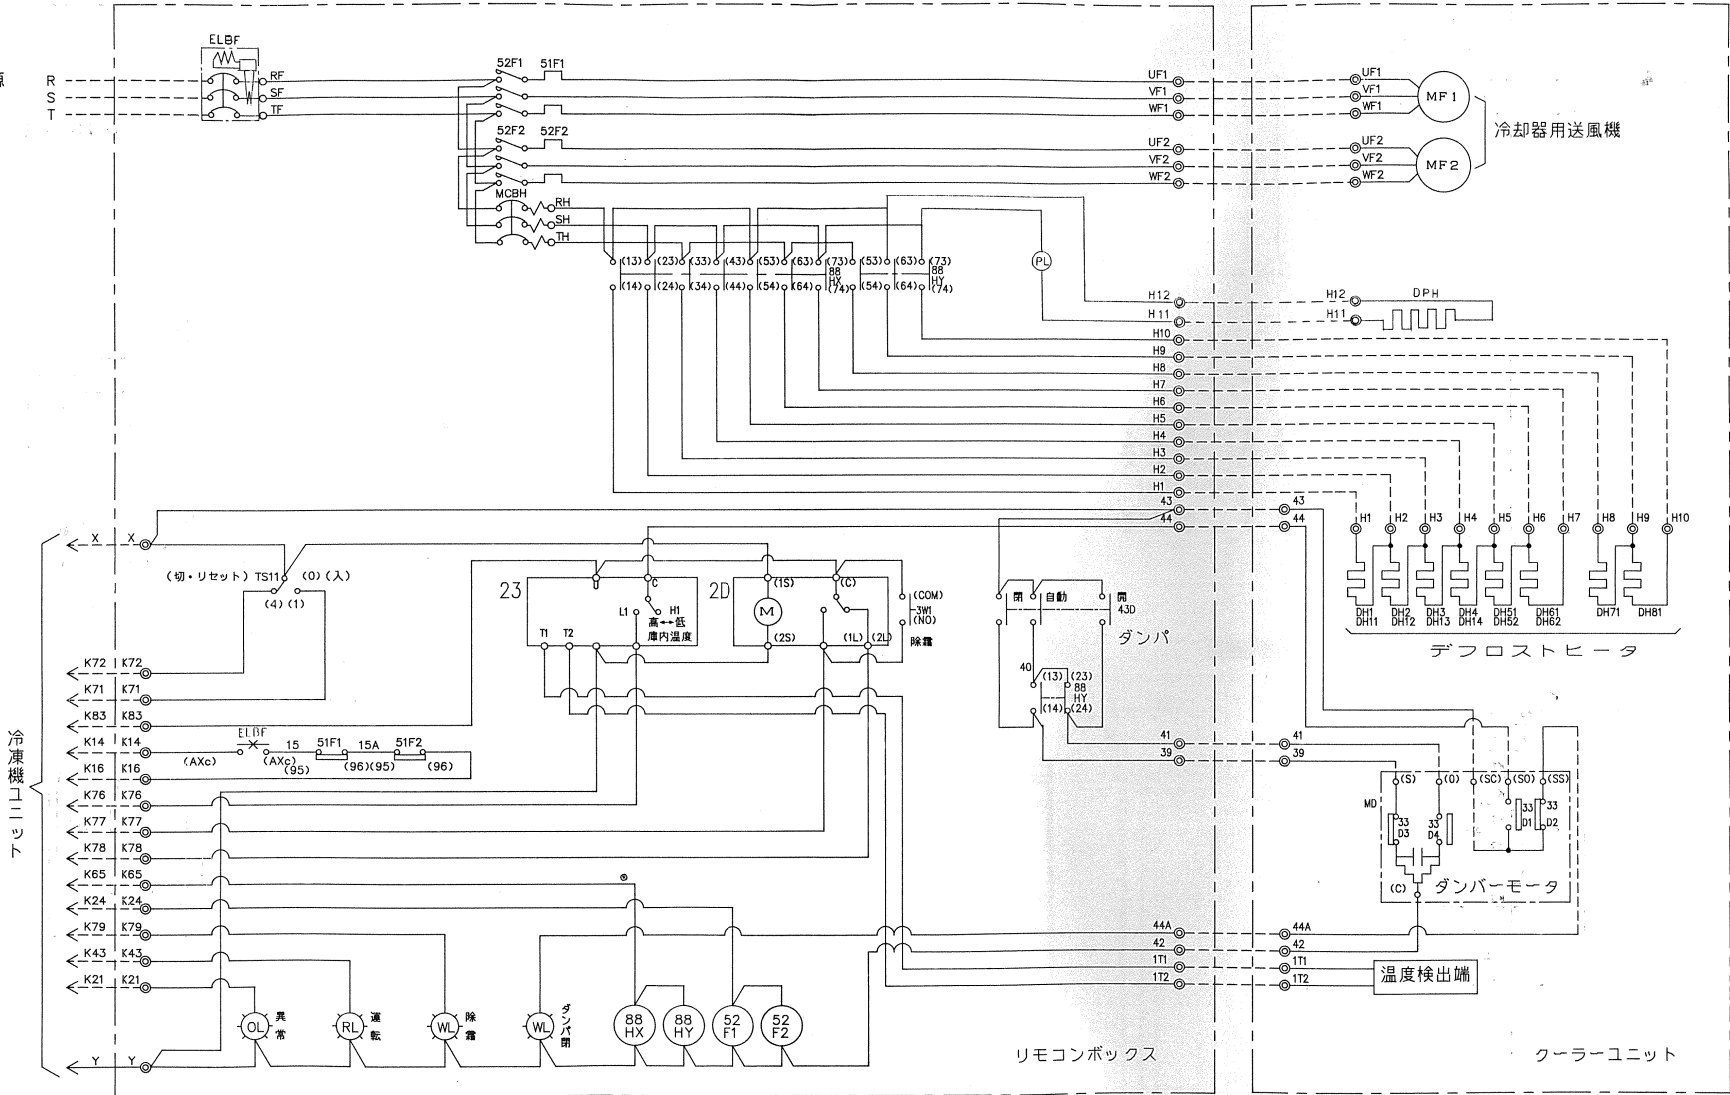 源
ELBF
R
S
T
RF
SF
TF
52F1 51F1
52F2 52F2
MCBH
RH
SH
TH
UF1
VF1
WF1
UF2
VF2
WF2
UF1
VF1
WF1
UF2
VF2
WF2
MF1
MF2
冷却器用送風機
(13) (23) (33) (43) (53) (63) (73) (53) (63) (73)
88
HX
88
HY
(14) (24) (34) (44) (54) (64) (74) (54) (64) (74)
PL
H12
H11
H10
H9
H8
H7
H6
H5
H4
H3
H2
H1
43
44
H12
H11
DPH
43
44
H1 H2 H3 H4 H5 H6 H7 H8 H9 H10
DH1 DH2 DH3 DH4 DH51 DH61 DH71 DH81
DH11 DH12 DH13 DH14 DH52 DH62
デフロストヒータ
X X
(切・リセット) TS11 (0) (入)
(4) (1)
23
C
L1 H1
高↔低
庫内温度
T1 T2
2D
(1S) (C)
M
(2S) (1L) (2L)
(COM)
3W1
(NO)
除霜
閉 自動 開
43D
ダンパ
40
(13) (23)
88
HY
(14) (24)
41
39
41
39
K72 K72
K71 K71
K83 K83
K14 K14
K16 K16
K76 K76
K77 K77
K78 K78
K65 K65
K24 K24
K79 K79
K43 K43
K21 K21
Y Y
冷凍機ユニット
ELBF
(AXc) (AXc)
15 51F1 15A 51F2
(95) (96)(95) (96)
MD
(S) (O) (SC) (SO) (SS)
33
D3
33
D4
33
D1
33
D2
(C)
ダンバーモータ
44A
42
1T1
1T2
44A
42
1T1
1T2
温度検出端
OL
異常
RL
運転
WL
除霜
WL
ダンパ閉
88
HX
88
HY
52
F1
52
F2
リモコンボックス
クーラーユニット